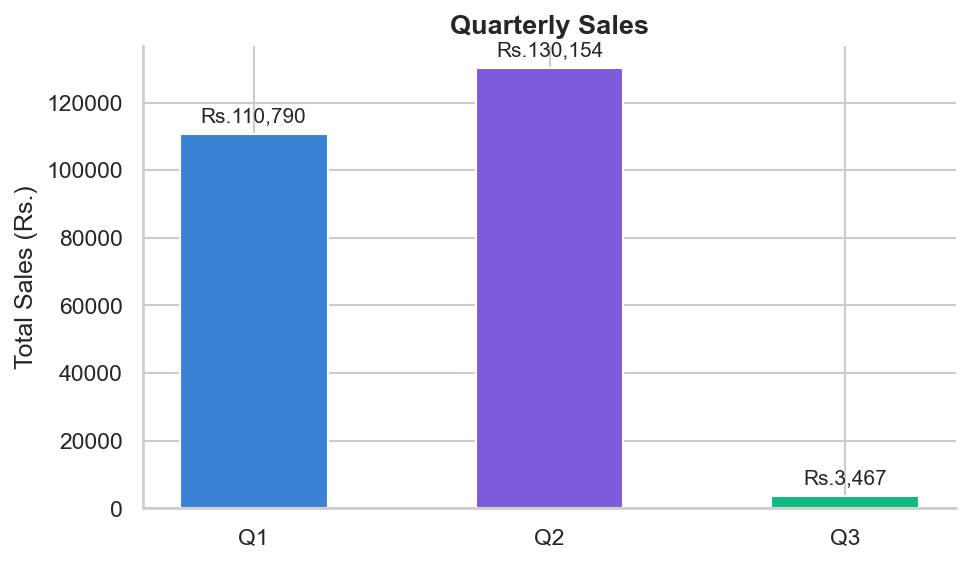 Quarterly Sales
Rs.130,154
Rs.110,790
Rs.3,467
Total Sales (Rs.)
120000
100000
80000
60000
40000
20000
0
Q1 Q2 Q3